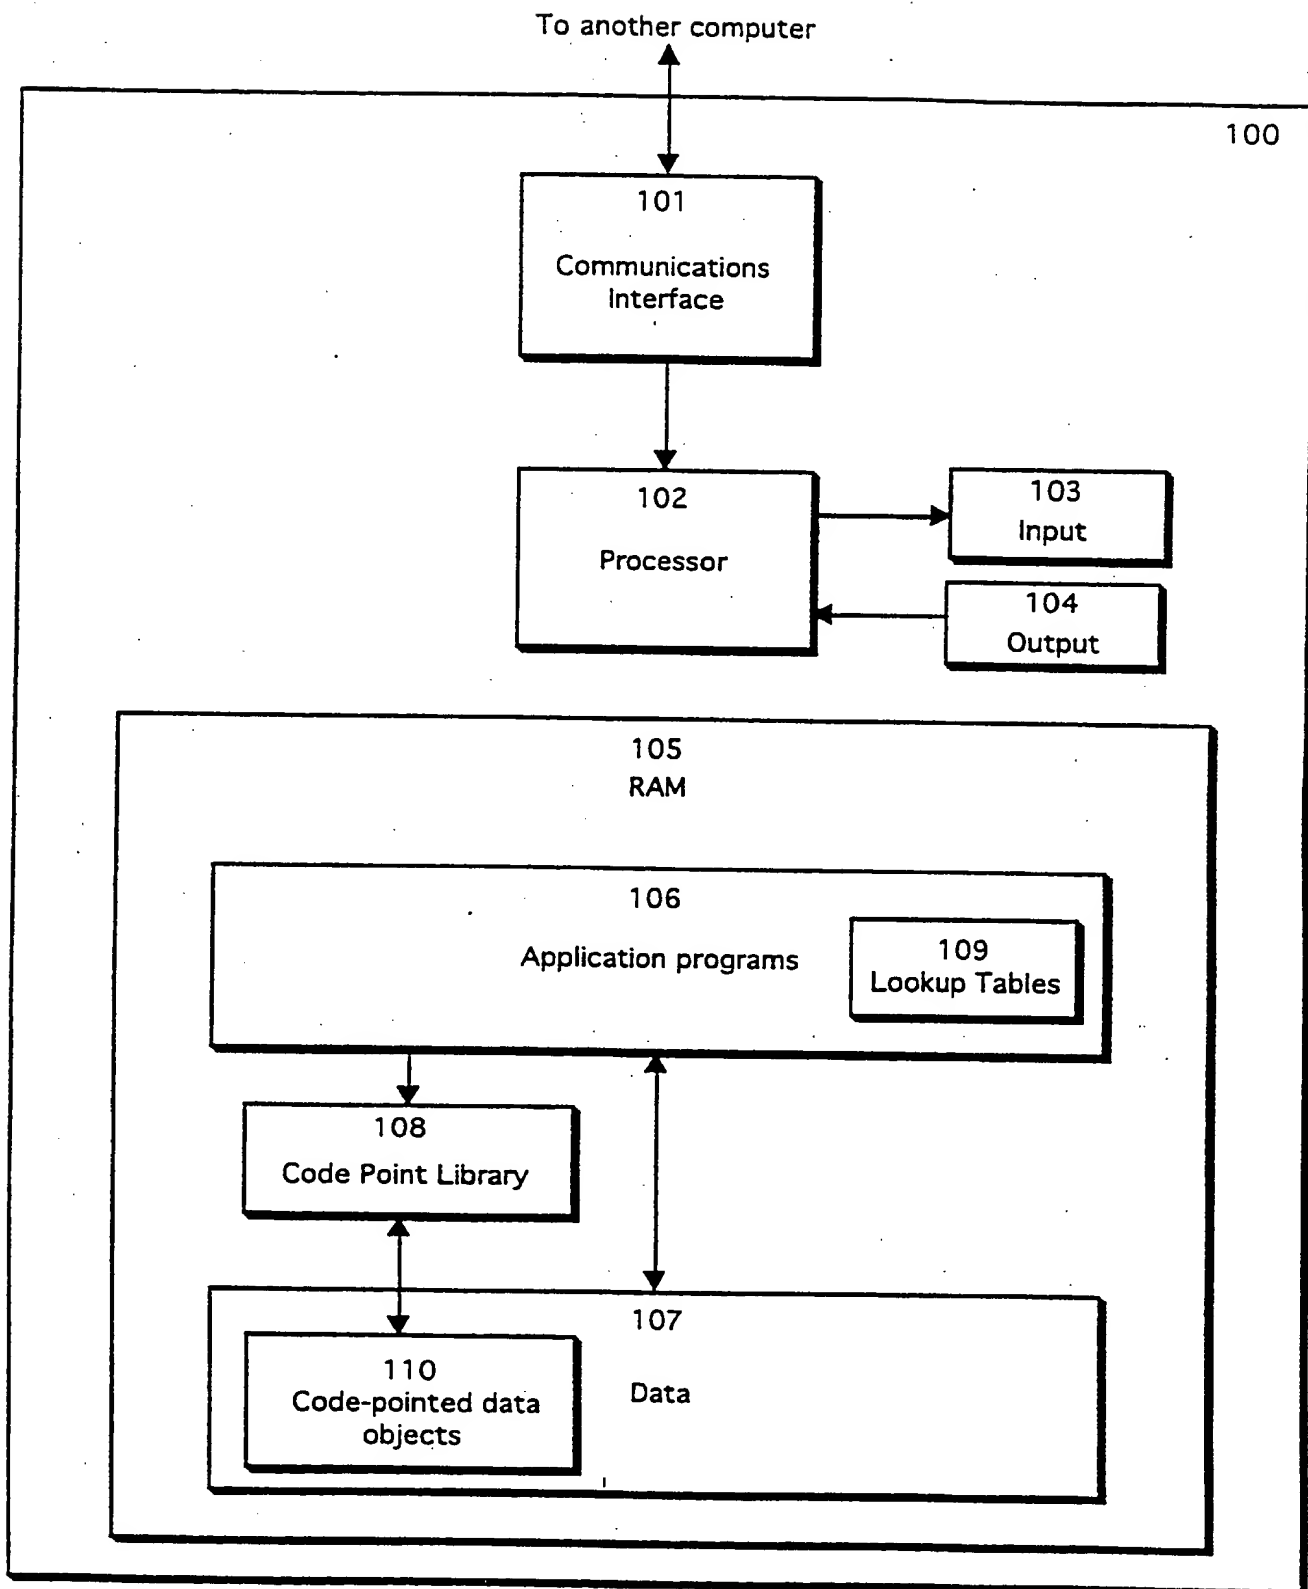 To another computer
100
101
Communications
Interface
102
Processor
103
Input
104
Output
105
RAM
106
Application programs
109
Lookup Tables
108
Code Point Library
107
Data
110
Code-pointed data
objects